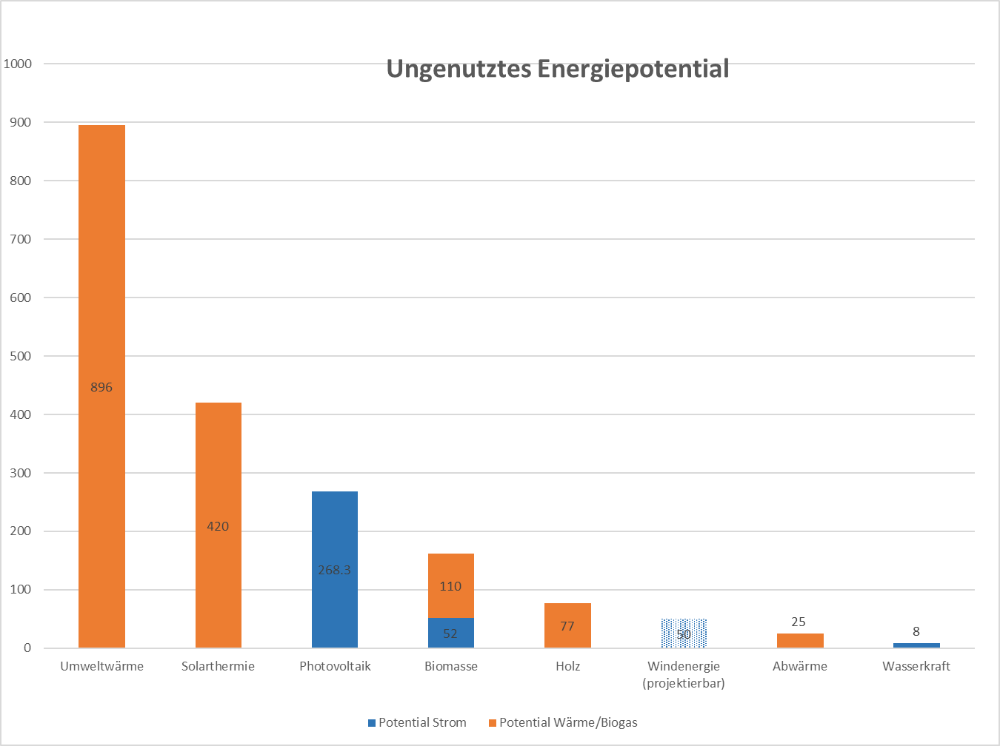 Ungenutztes Energiepotential
1000
900
800
700
600
500
400
300
200
100
0
896
420
268.3
110
52
77
50
25
8
Umweltwärme
Solarthermie
Photovoltaik
Biomasse
Holz
Windenergie
(projektierbar)
Abwärme
Wasserkraft
Potential Strom
Potential Wärme/Biogas